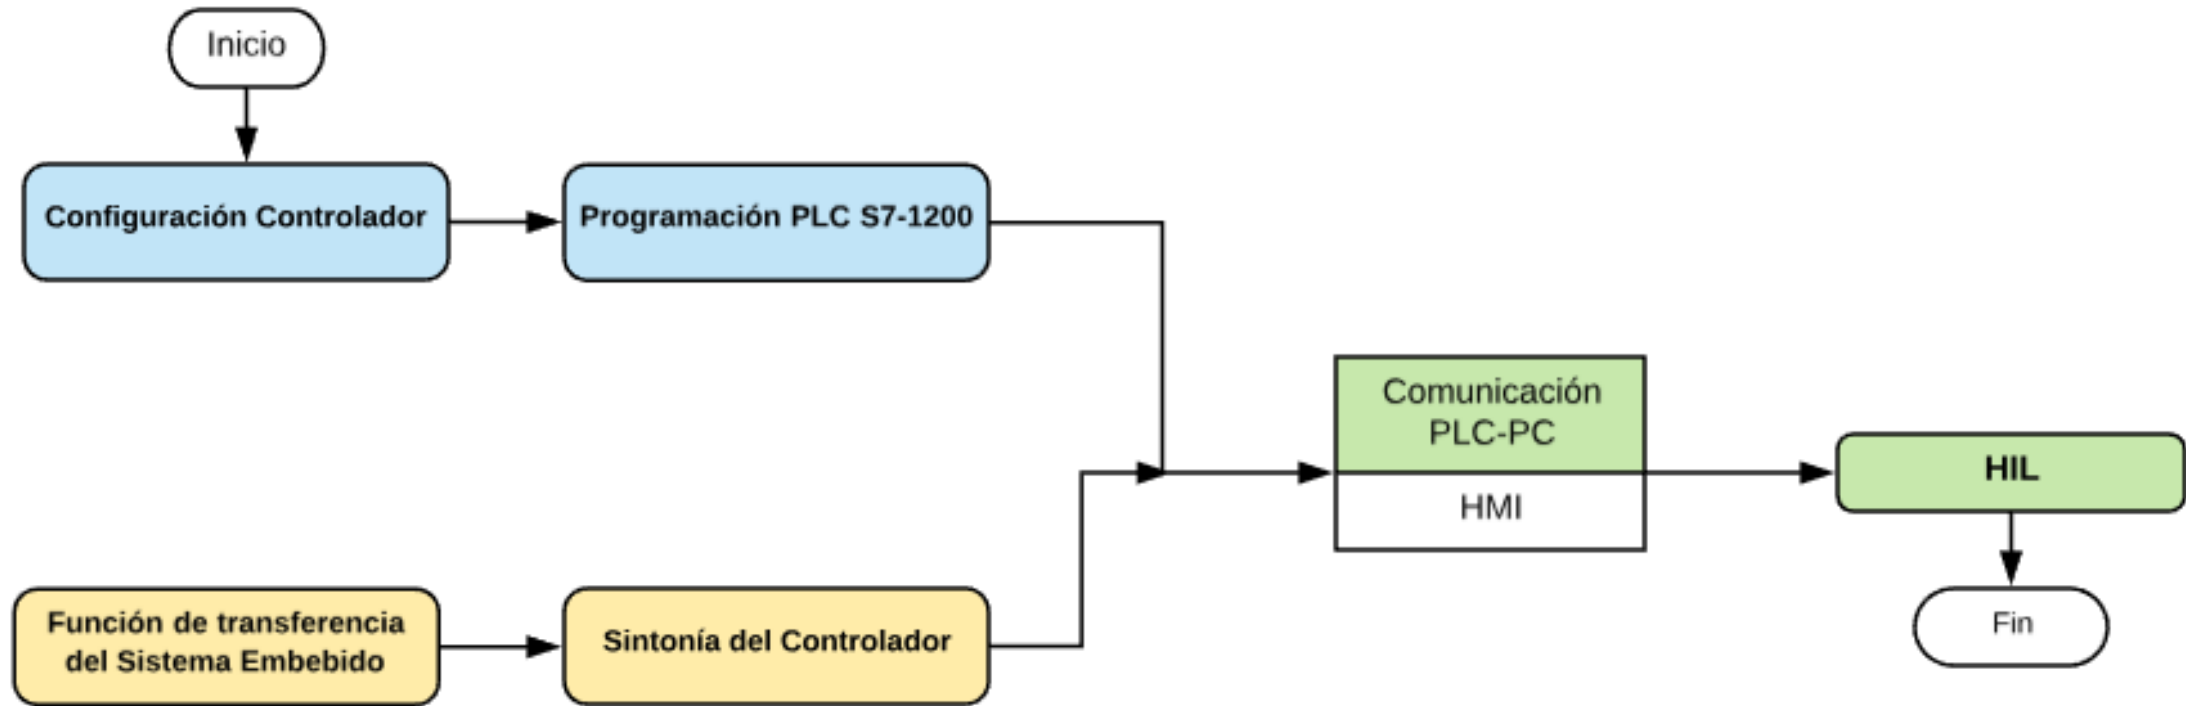 Inicio
Configuración Controlador
Programación PLC S7-1200
Comunicación
PLC-PC
HMI
HIL
Función de transferencia
del Sistema Embebido
Sintonía del Controlador
Fin